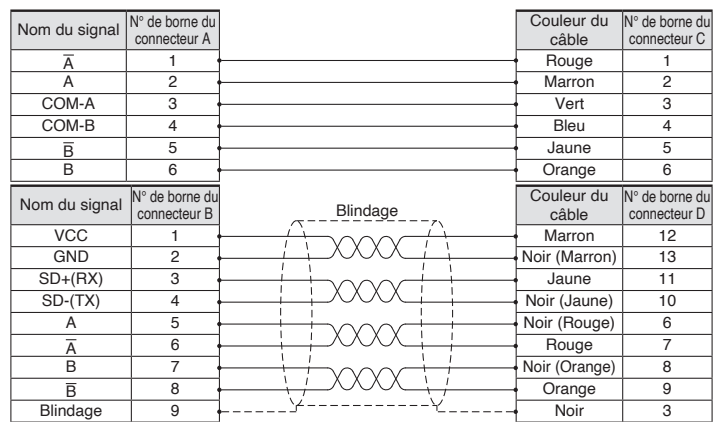 Nom du signal N° de borne du connecteur A Couleur du câble N° de borne du connecteur C
A̅ 1 Rouge 1
A 2 Marron 2
COM-A 3 Vert 3
COM-B 4 Bleu 4
B̅ 5 Jaune 5
B 6 Orange 6
Nom du signal N° de borne du connecteur B Blindage Couleur du câble N° de borne du connecteur D
VCC 1 Marron 12
GND 2 Noir (Marron) 13
SD+(RX) 3 Jaune 11
SD-(TX) 4 Noir (Jaune) 10
A 5 Noir (Rouge) 6
A̅ 6 Rouge 7
B 7 Noir (Orange) 8
B̅ 8 Orange 9
Blindage 9 Noir 3